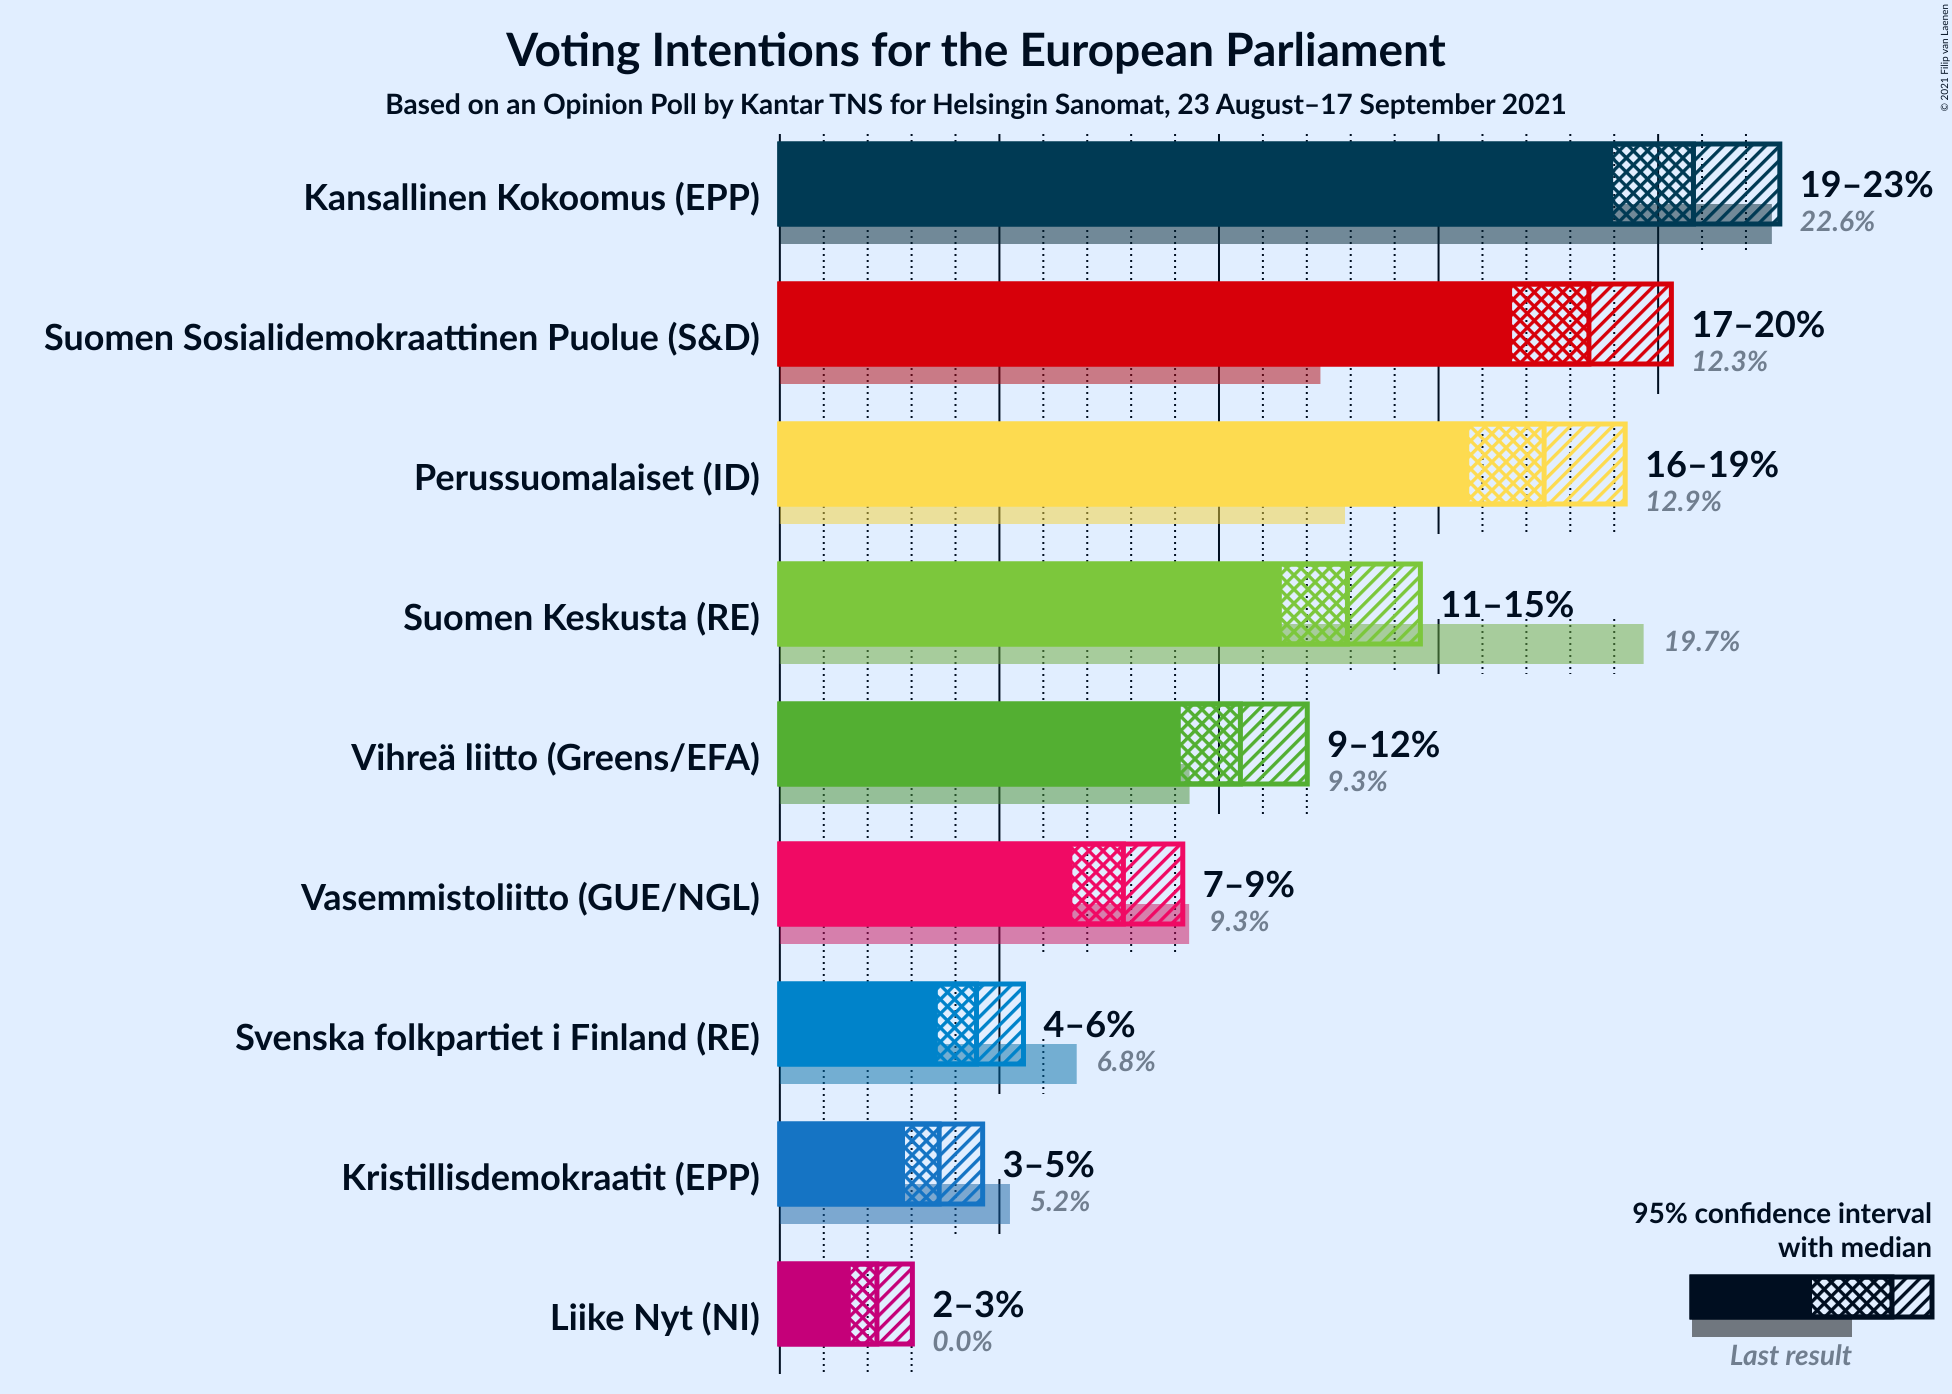 Voting Intentions for the European Parliament
Based on an Opinion Poll by Kantar TNS for Helsingin Sanomat, 23 August–17 September 2021
© 2021 Filip van Laenen
Kansallinen Kokoomus (EPP)
19–23%
22.6%
Suomen Sosialidemokraattinen Puolue (S&D)
17–20%
12.3%
Perussuomalaiset (ID)
16–19%
12.9%
Suomen Keskusta (RE)
11–15%
19.7%
Vihreä liitto (Greens/EFA)
9–12%
9.3%
Vasemmistoliitto (GUE/NGL)
7–9%
9.3%
Svenska folkpartiet i Finland (RE)
4–6%
6.8%
Kristillisdemokraatit (EPP)
3–5%
5.2%
Liike Nyt (NI)
2–3%
0.0%
95% confidence interval
with median
Last result